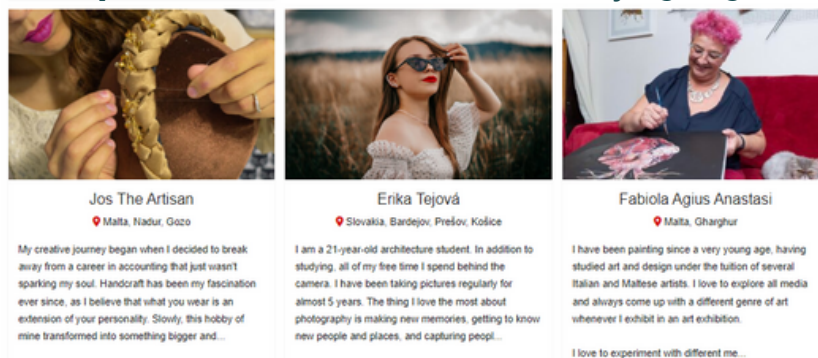 Jos The Artisan
Malta, Nadur, Gozo
My creative journey began when I decided to break
away from a career in accounting that just wasn't
sparking my soul. Handcraft has been my fascination
ever since, as I believe that what you wear is an
extension of your personality. Slowly, this hobby of
mine transformed into something bigger and...
Erika Tejová
Slovakia, Bardejov, Prešov, Košice
I am a 21-year-old architecture student. In addition to
studying, all of my free time I spend behind the
camera. I have been taking pictures regularly for
almost 5 years. The thing I love the most about
photography is making new memories, getting to know
new people and places, and capturing peopl...
Fabiola Agius Anastasi
Malta, Gharghur
I have been painting since a very young age, having
studied art and design under the tuition of several
Italian and Maltese artists. I love to explore all media
and always come up with a different genre of art
whenever I exhibit in an art exhibition.
I love to experiment with different me...